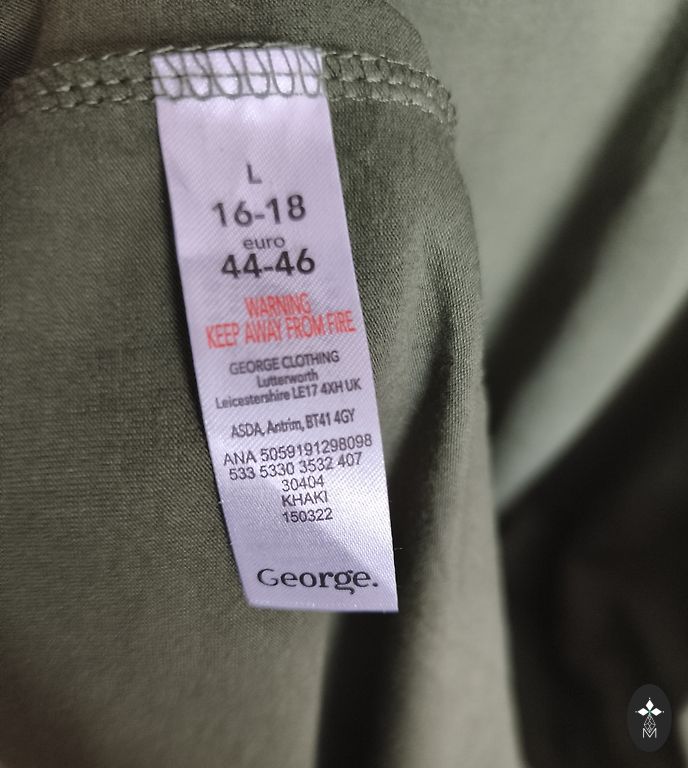 L
16-18
euro
44-46
WARNING
KEEP AWAY FROM FIRE
GEORGE CLOTHING
Lutterworth
Leicestershire LE17 4XH UK
ASDA, Antrim, BT41 4GY
ANA 5059191298098
533 5330 3532 407
30404
KHAKI
150322
George.
M